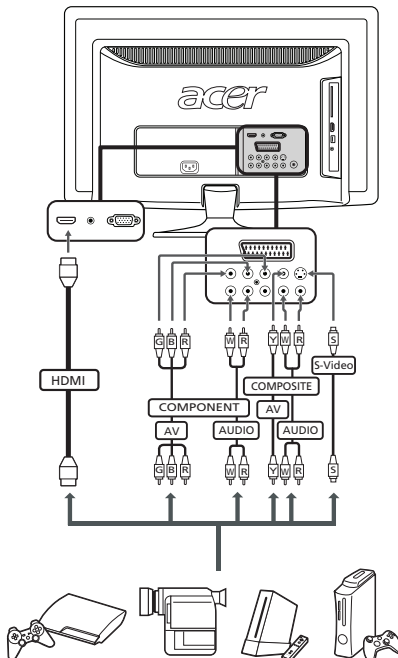 acer
G B R W R Y W R S
HDMI
S-Video
COMPOSITE
COMPONENT
AV
AV AUDIO AUDIO
G B R W R Y W R S